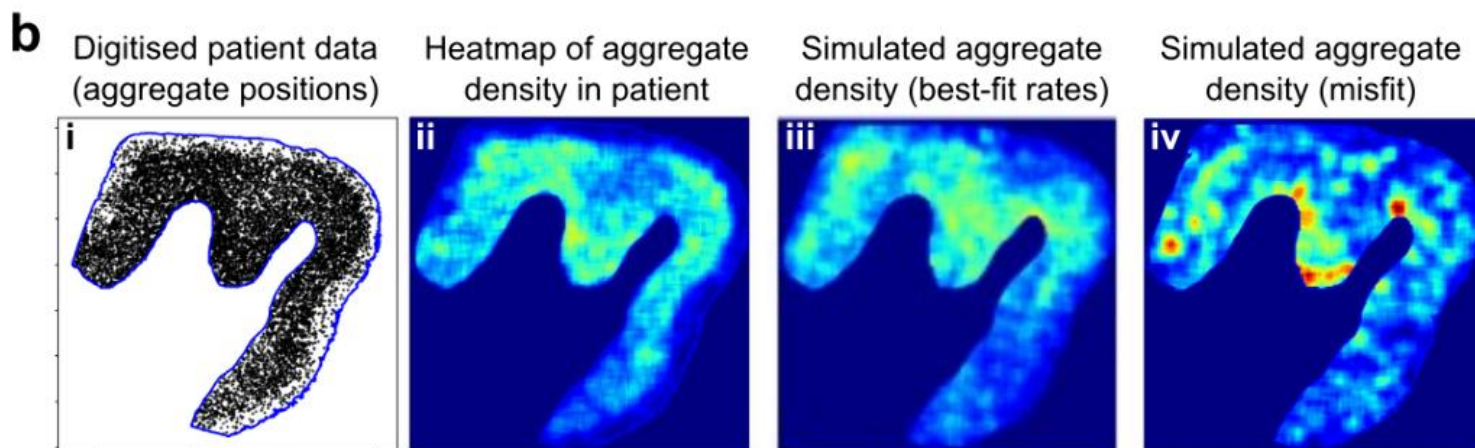 b
Digitised patient data
(aggregate positions)
Heatmap of aggregate
density in patient
Simulated aggregate
density (best-fit rates)
Simulated aggregate
density (misfit)
i
ii
iii
iv